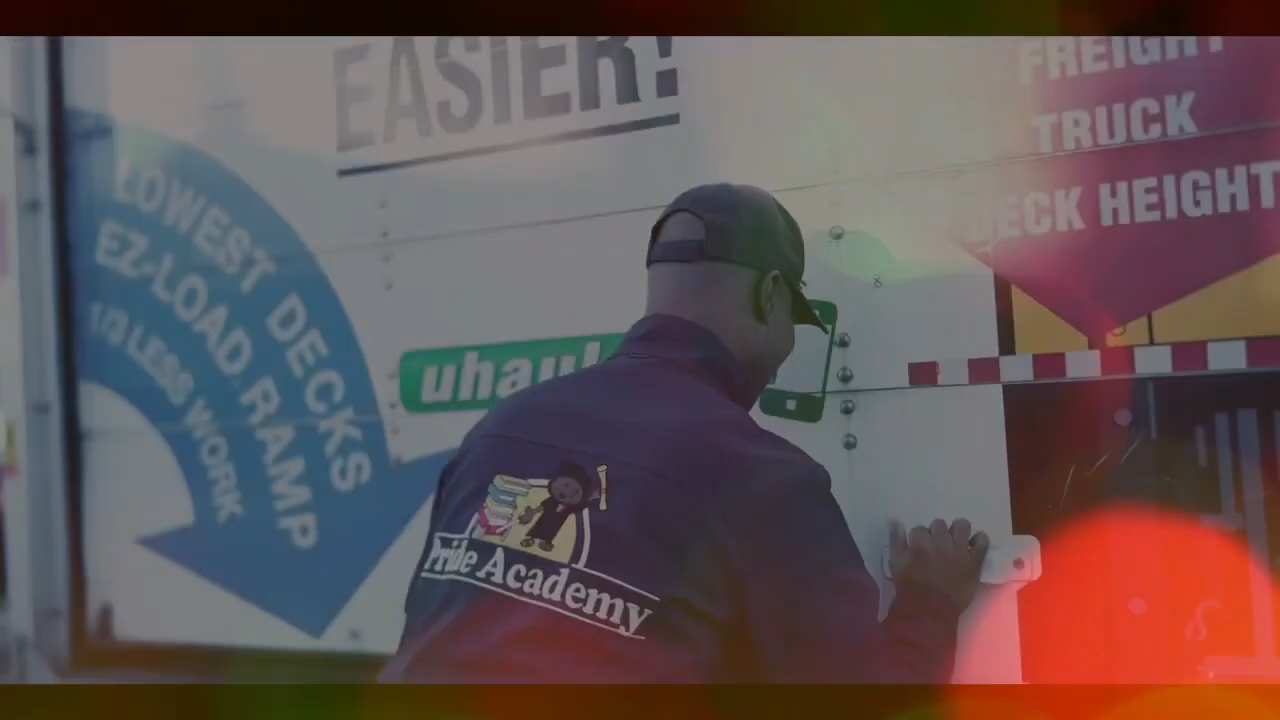 EASIER!
LOWEST DECKS
EZ-LOAD RAMP
LESS WORK
uhaul
FREIGHT
TRUCK
DECK HEIGHT
Pride Academy